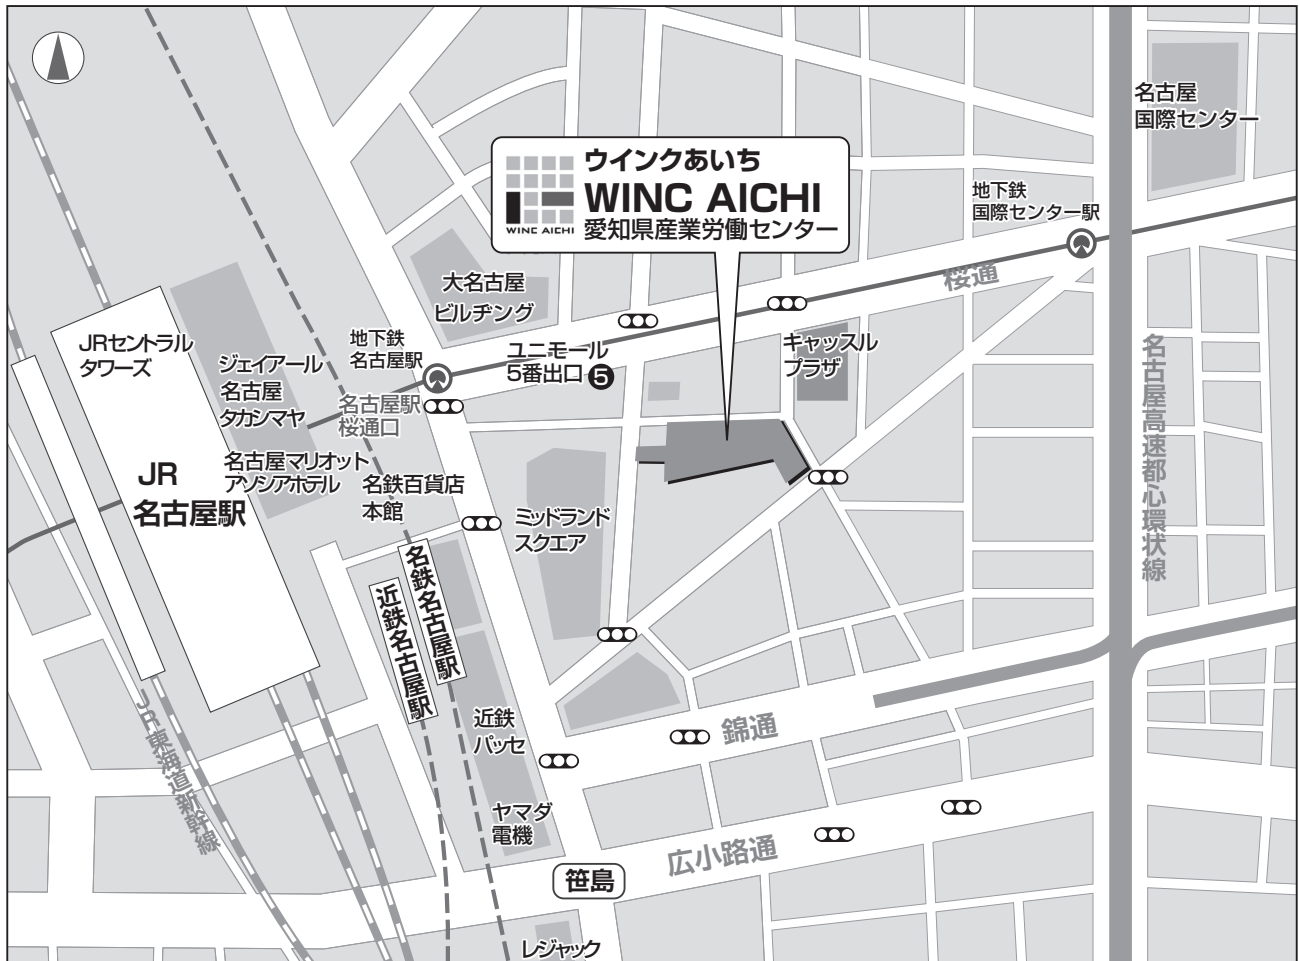 名古屋
国際センター
ウインクあいち
WINC AICHI
愛知県産業労働センター
WINC AICHI
地下鉄
国際センター駅
桜通
大名古屋
ビルヂング
JRセントラル
タワーズ
地下鉄
名古屋駅
ユニモール
5番出口 5
キャッスル
プラザ
ジェイアール
名古屋
タカシマヤ
名古屋駅
桜通口
名古屋高速都心環状線
名古屋マリオット
アソシアホテル
JR
名古屋駅
名鉄百貨店
本館
ミッドランド
スクエア
名鉄名古屋駅
近鉄名古屋駅
近鉄
パッセ
錦通
JR東海道新幹線
ヤマダ
電機
広小路通
笹島
レジャック